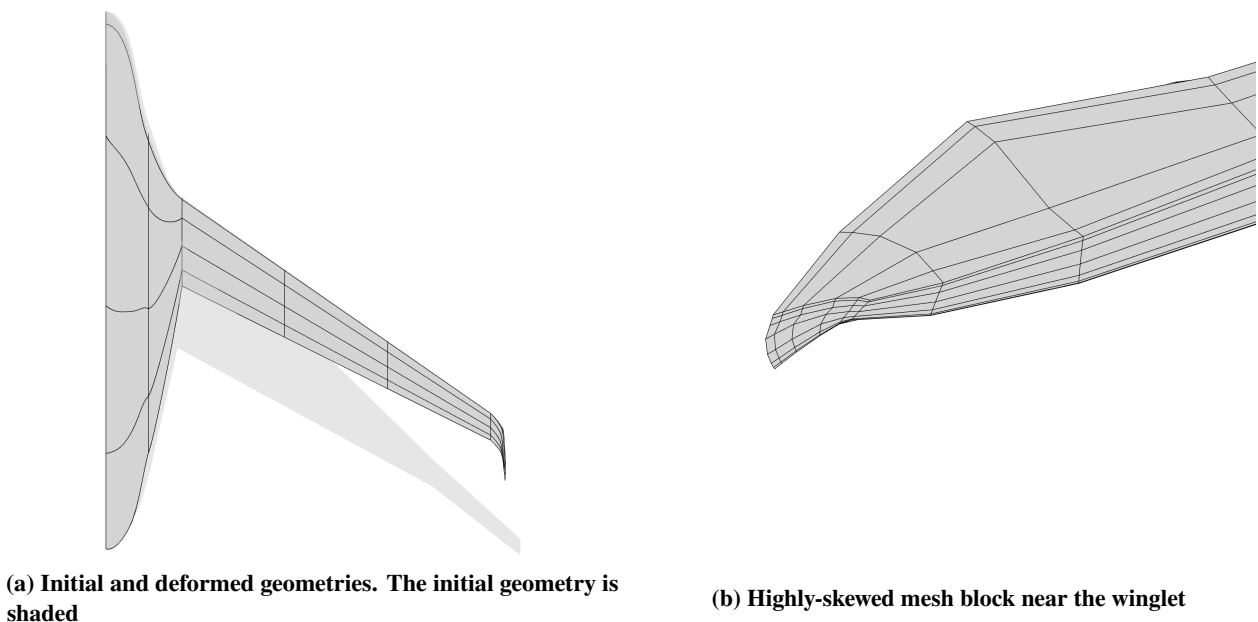 (a) Initial and deformed geometries. The initial geometry is
shaded
(b) Highly-skewed mesh block near the winglet